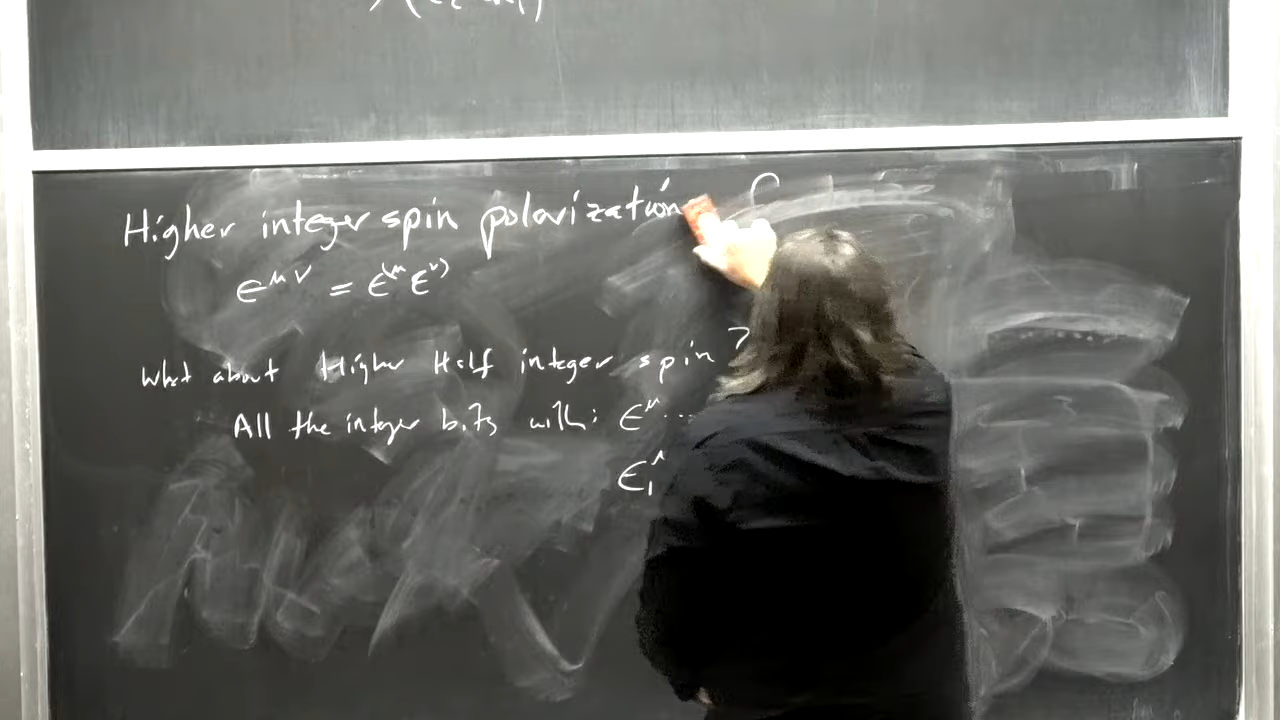 Higher integer spin polarization
ϵ^{μν} = ϵ^{(μ} ϵ^{ν)}
What about Higher Half integer spin ?
All the integer bits with: ϵ^μ ...
ϵ_1^μ